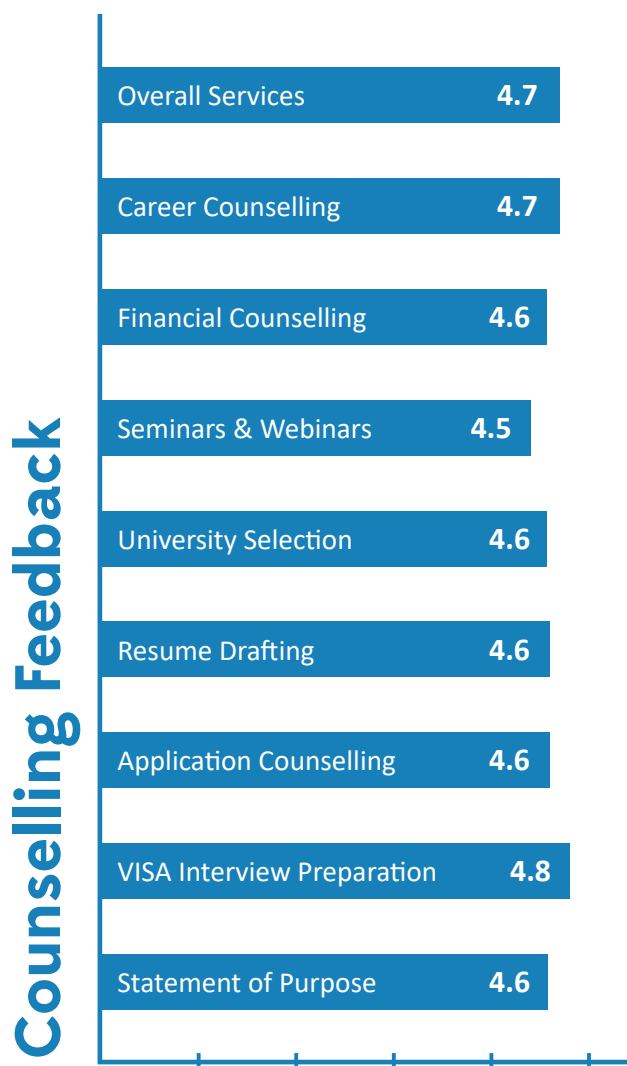 Counselling Feedback
Overall Services 4.7
Career Counselling 4.7
Financial Counselling 4.6
Seminars & Webinars 4.5
University Selection 4.6
Resume Drafting 4.6
Application Counselling 4.6
VISA Interview Preparation 4.8
Statement of Purpose 4.6